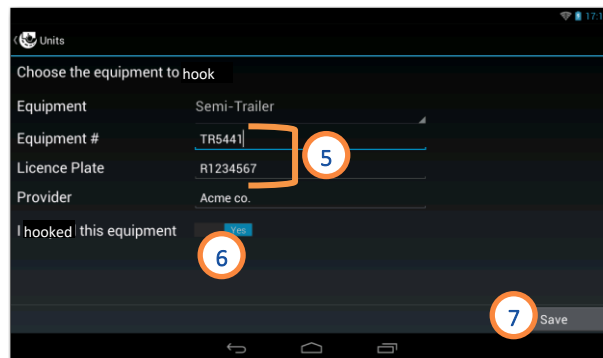 17:1
Units
Choose the equipment to hook
Equipment Semi-Trailer
Equipment # TR5441
5
Licence Plate R1234567
Provider Acme co.
I hooked this equipment Yes
6
7 Save